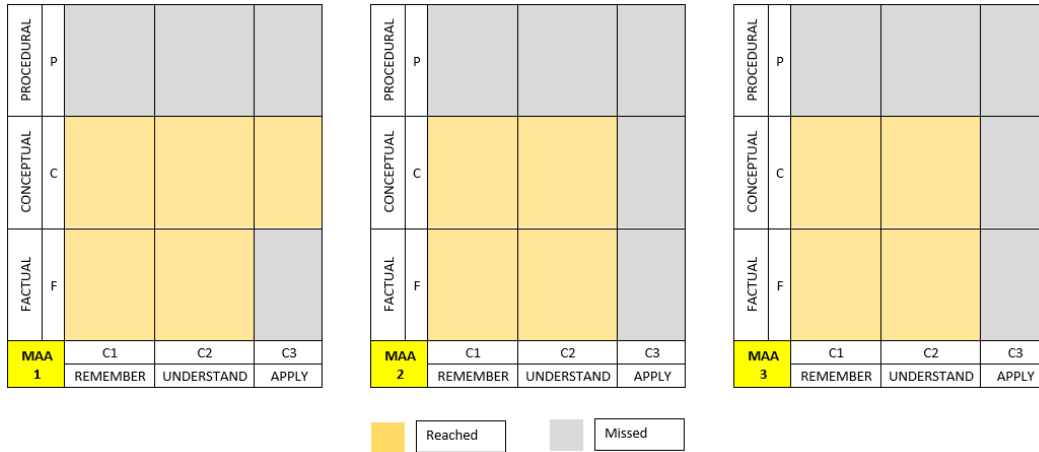 PROCEDURAL P
CONCEPTUAL C
FACTUAL F
MAA 1 C1 C2 C3
REMEMBER UNDERSTAND APPLY
PROCEDURAL P
CONCEPTUAL C
FACTUAL F
MAA 2 C1 C2 C3
REMEMBER UNDERSTAND APPLY
PROCEDURAL P
CONCEPTUAL C
FACTUAL F
MAA 3 C1 C2 C3
REMEMBER UNDERSTAND APPLY
Reached Missed